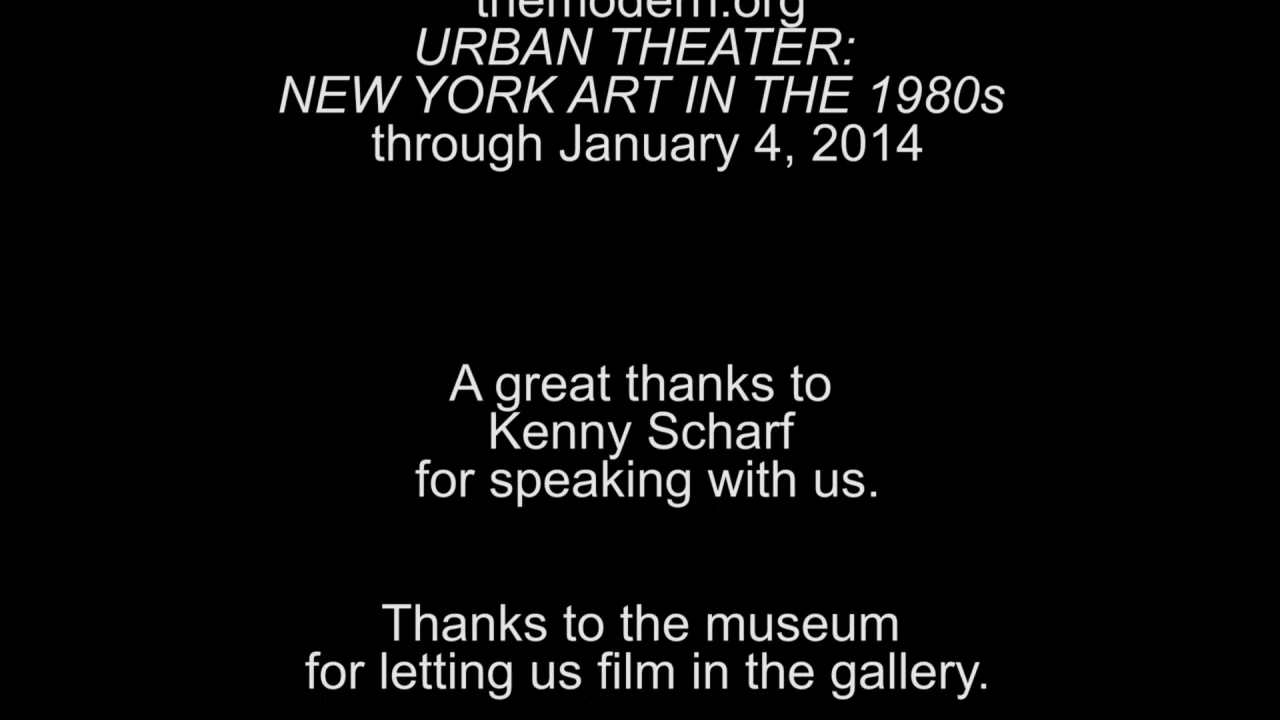 themodern.org
URBAN THEATER:
NEW YORK ART IN THE 1980s
through January 4, 2014
A great thanks to
Kenny Scharf
for speaking with us.
Thanks to the museum
for letting us film in the gallery.